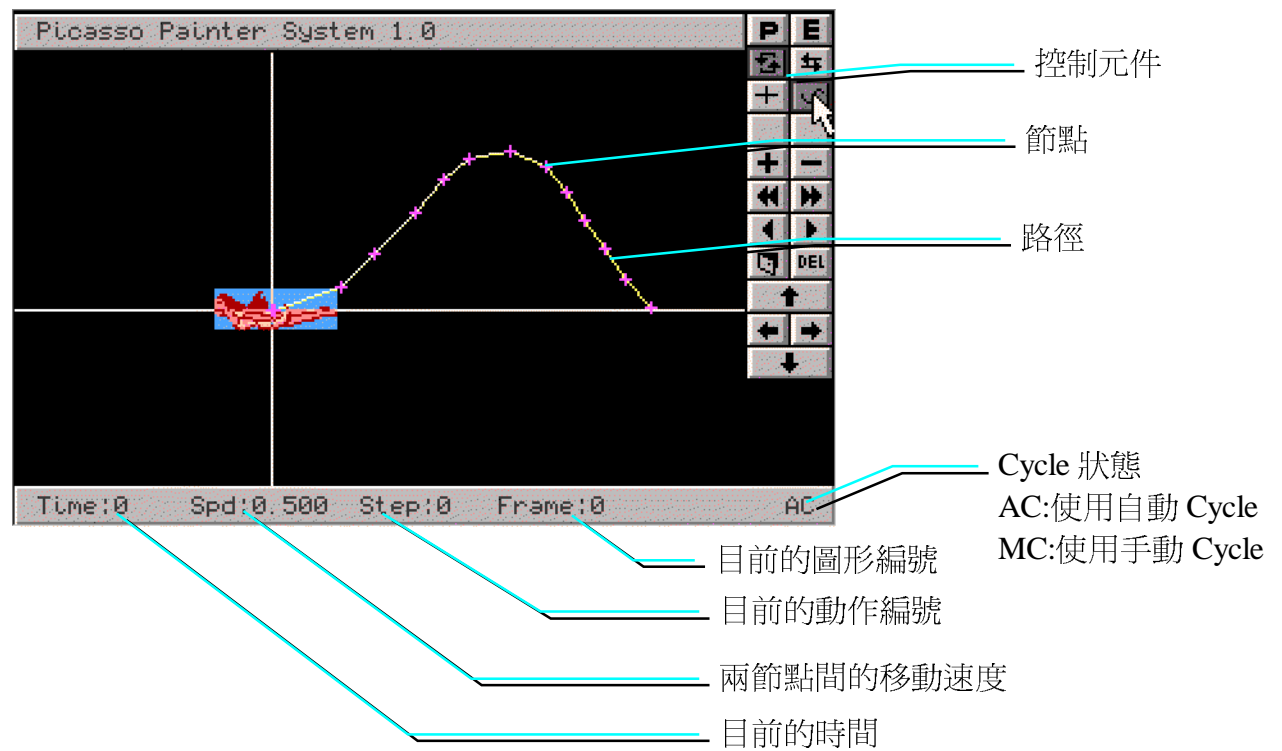 Picasso Painter System 1.0
P E
控制元件
節點
路徑
DEL
Time:0 Spd:0.500 Step:0 Frame:0 AC
Cycle 狀態
AC:使用自動 Cycle
MC:使用手動 Cycle
目前的圖形編號
目前的動作編號
兩節點間的移動速度
目前的時間